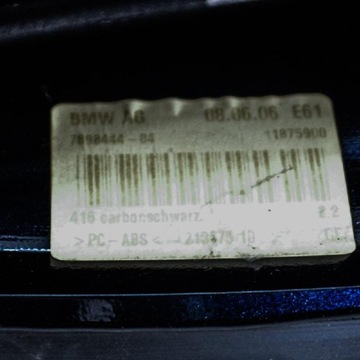 BMW AG 08.06.06 E61
7898444-04 11875900
416 carbonschwarz 2.2
>PC-ABS<